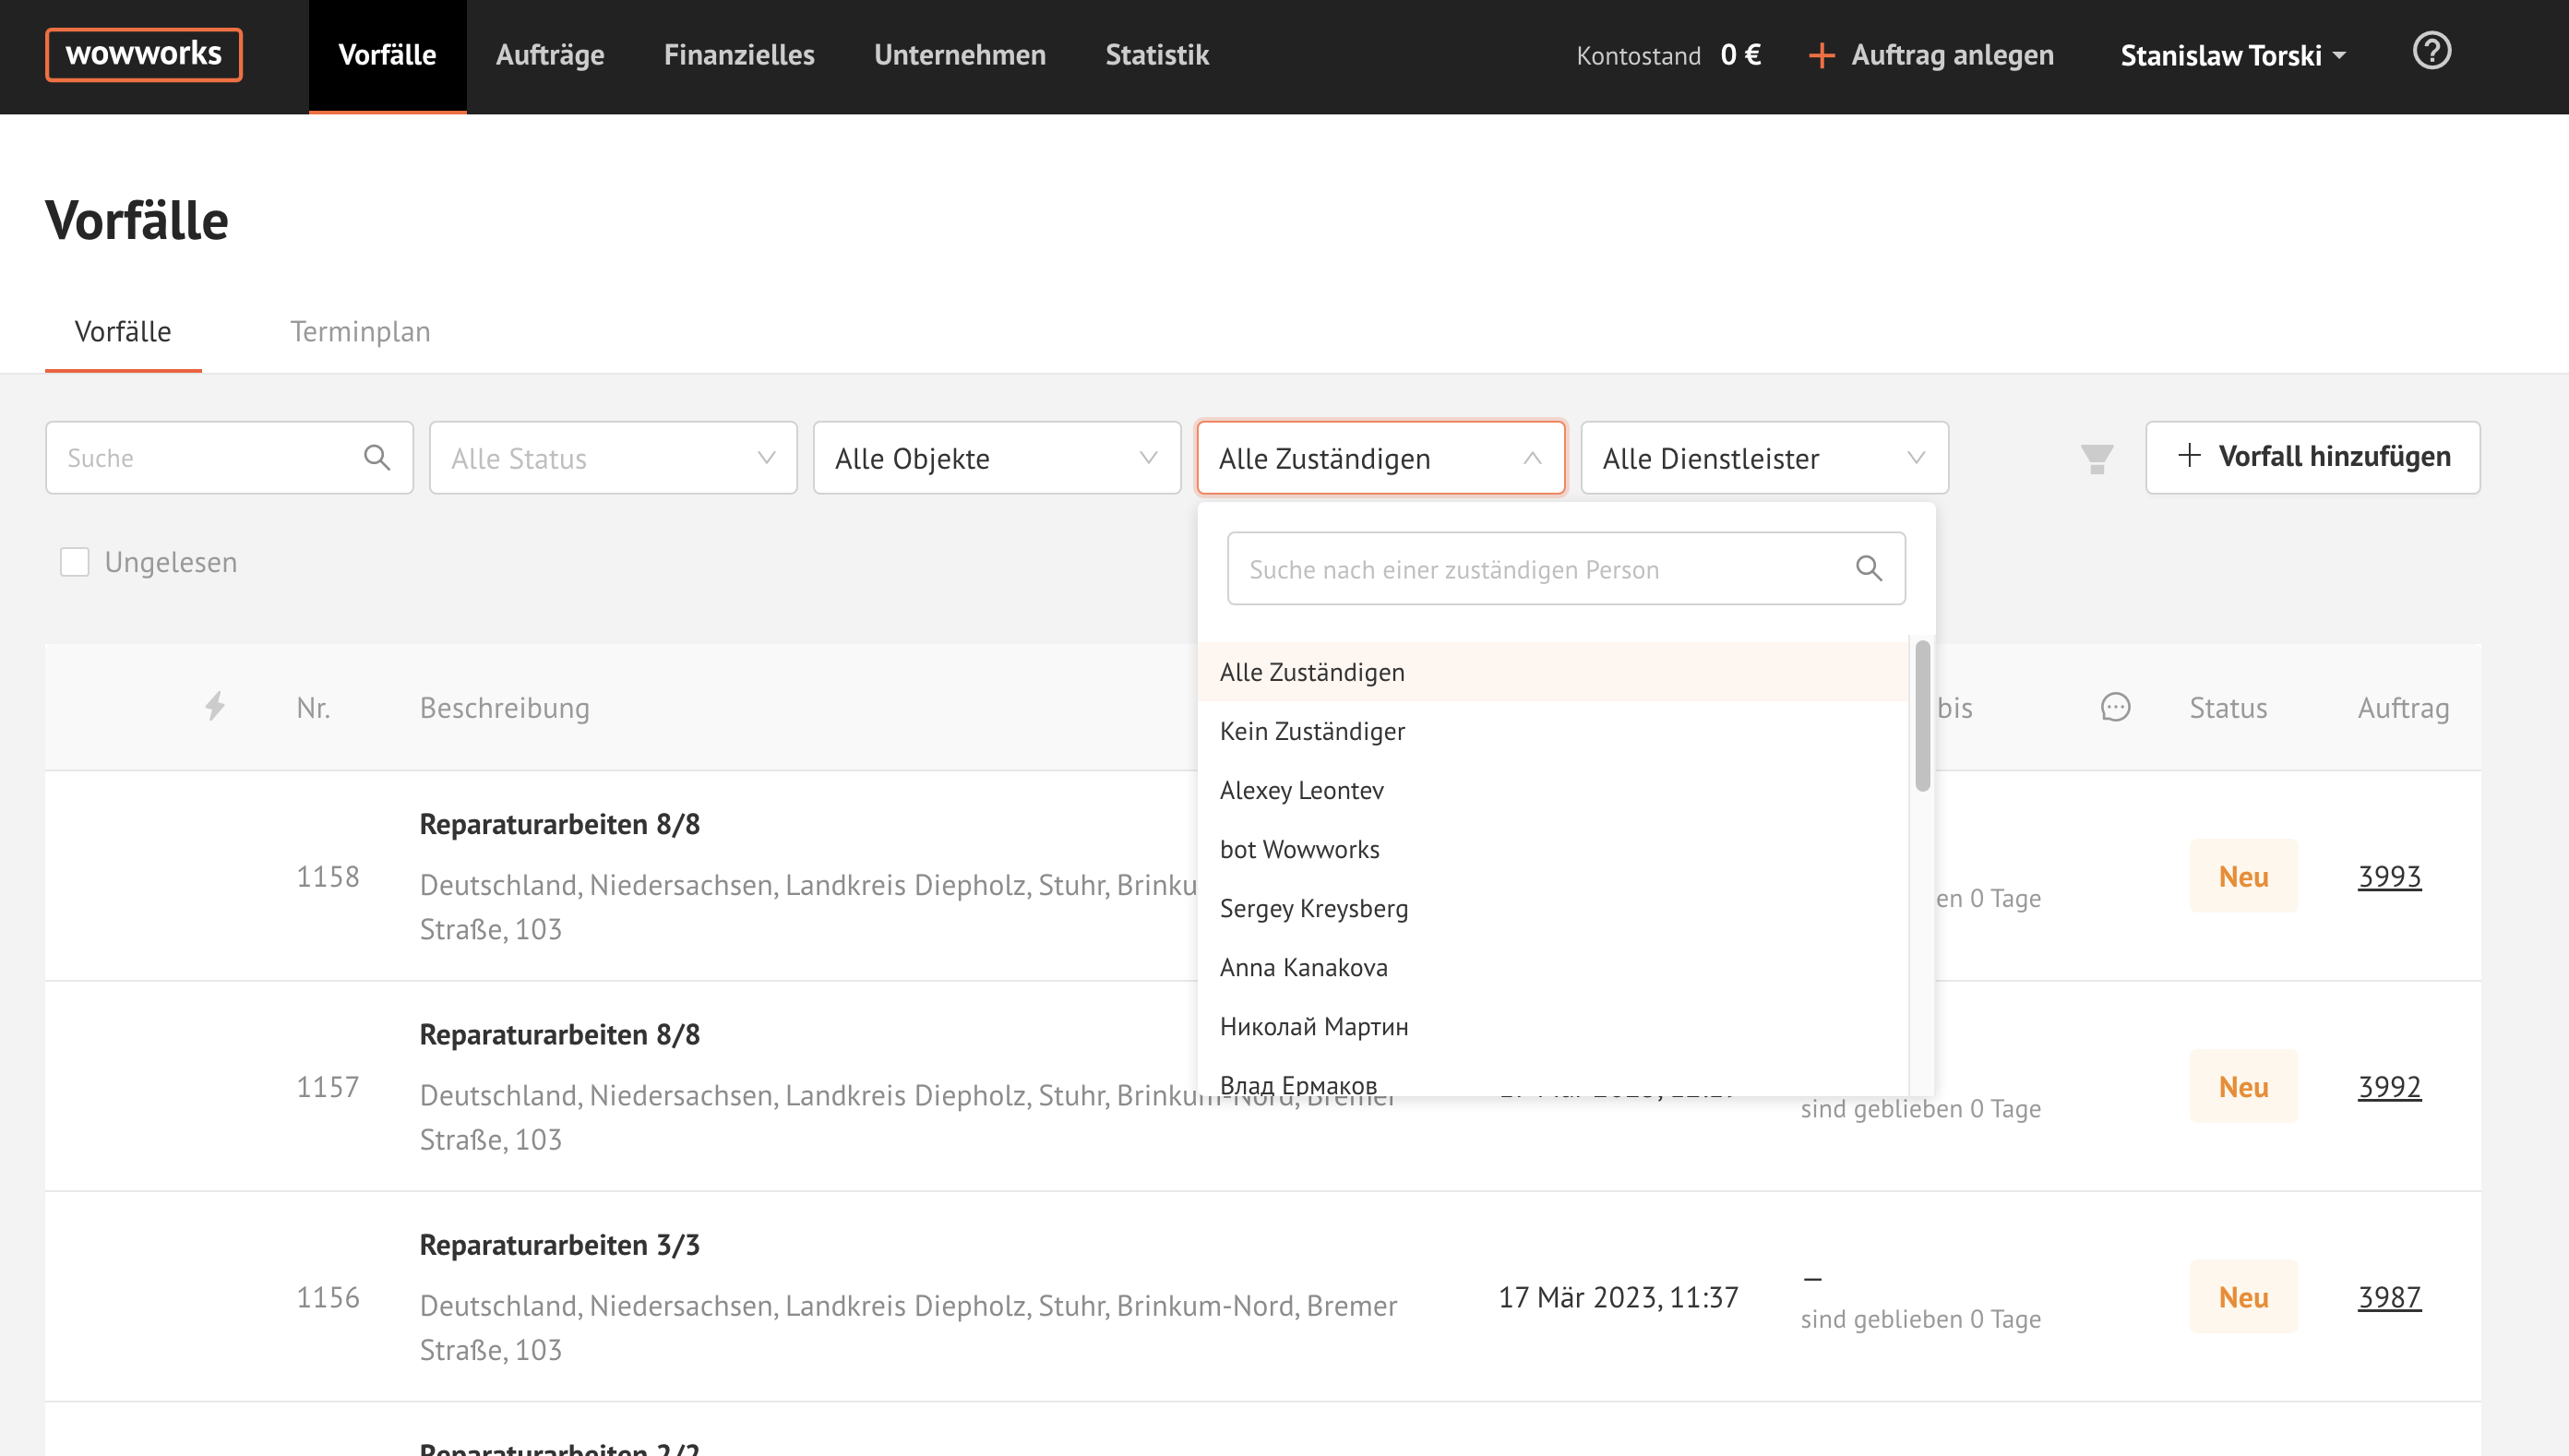 wowworks
Vorfälle
Aufträge
Finanzielles
Unternehmen
Statistik
Kontostand 0 €
Auftrag anlegen
Stanislaw Torski
Vorfälle
Vorfälle
Terminplan
Suche
Alle Status
Alle Objekte
Alle Zuständigen
Alle Dienstleister
Vorfall hinzufügen
Ungelesen
Suche nach einer zuständigen Person
Alle Zuständigen
Kein Zuständiger
Alexey Leontev
bot Wowworks
Sergey Kreysberg
Anna Kanakova
Николай Мартин
Влад Ермаков
Nr.
Beschreibung
bis
Status
Auftrag
1158
Reparaturarbeiten 8/8
Deutschland, Niedersachsen, Landkreis Diepholz, Stuhr, Brinku
Straße, 103
en 0 Tage
Neu
3993
1157
Reparaturarbeiten 8/8
Deutschland, Niedersachsen, Landkreis Diepholz, Stuhr, Brinkum-Nord, Bremer
Straße, 103
sind geblieben 0 Tage
Neu
3992
1156
Reparaturarbeiten 3/3
Deutschland, Niedersachsen, Landkreis Diepholz, Stuhr, Brinkum-Nord, Bremer
Straße, 103
17 Mär 2023, 11:37
–
sind geblieben 0 Tage
Neu
3987
Reparaturarbeiten 2/2